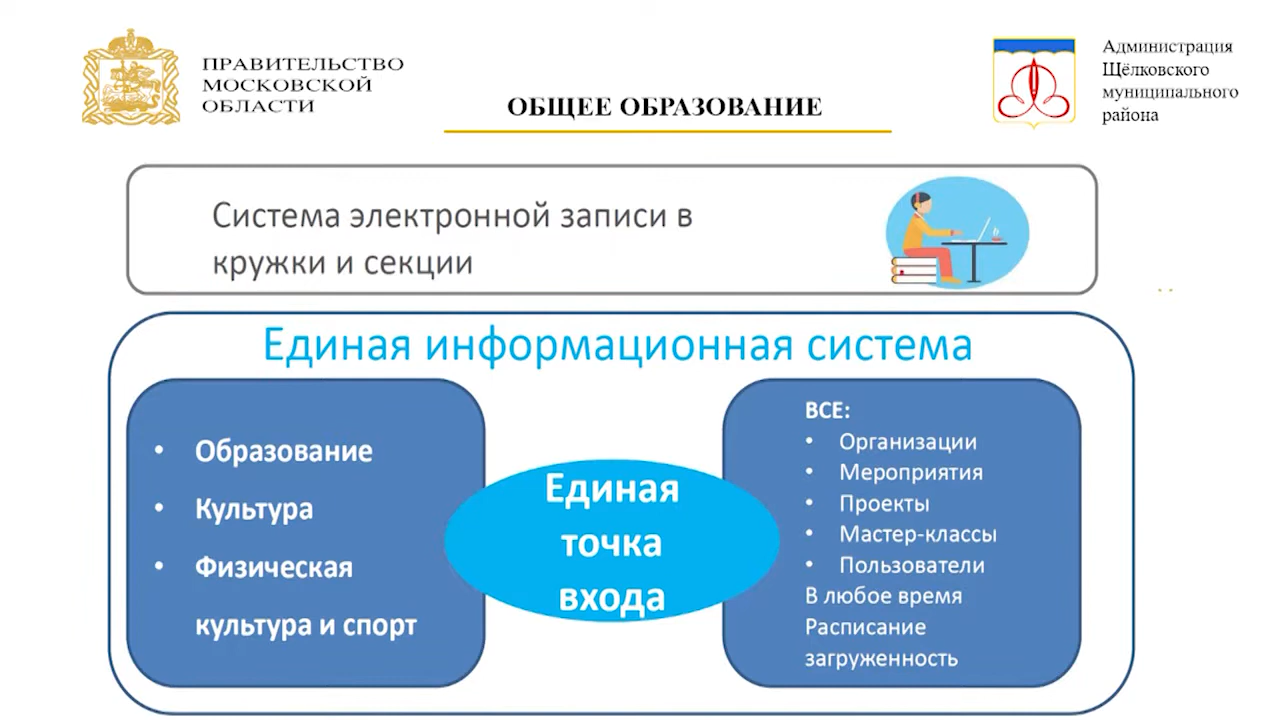 ПРАВИТЕЛЬСТВО
МОСКОВСКОЙ
ОБЛАСТИ
ОБЩЕЕ ОБРАЗОВАНИЕ
Администрация
Щёлковского
муниципального
района
Система электронной записи в
кружки и секции
Единая информационная система
• Образование
• Культура
• Физическая
культура и спорт
Единая
точка
входа
ВСЕ:
• Организации
• Мероприятия
• Проекты
• Мастер-классы
• Пользователи
В любое время
Расписание
загруженность